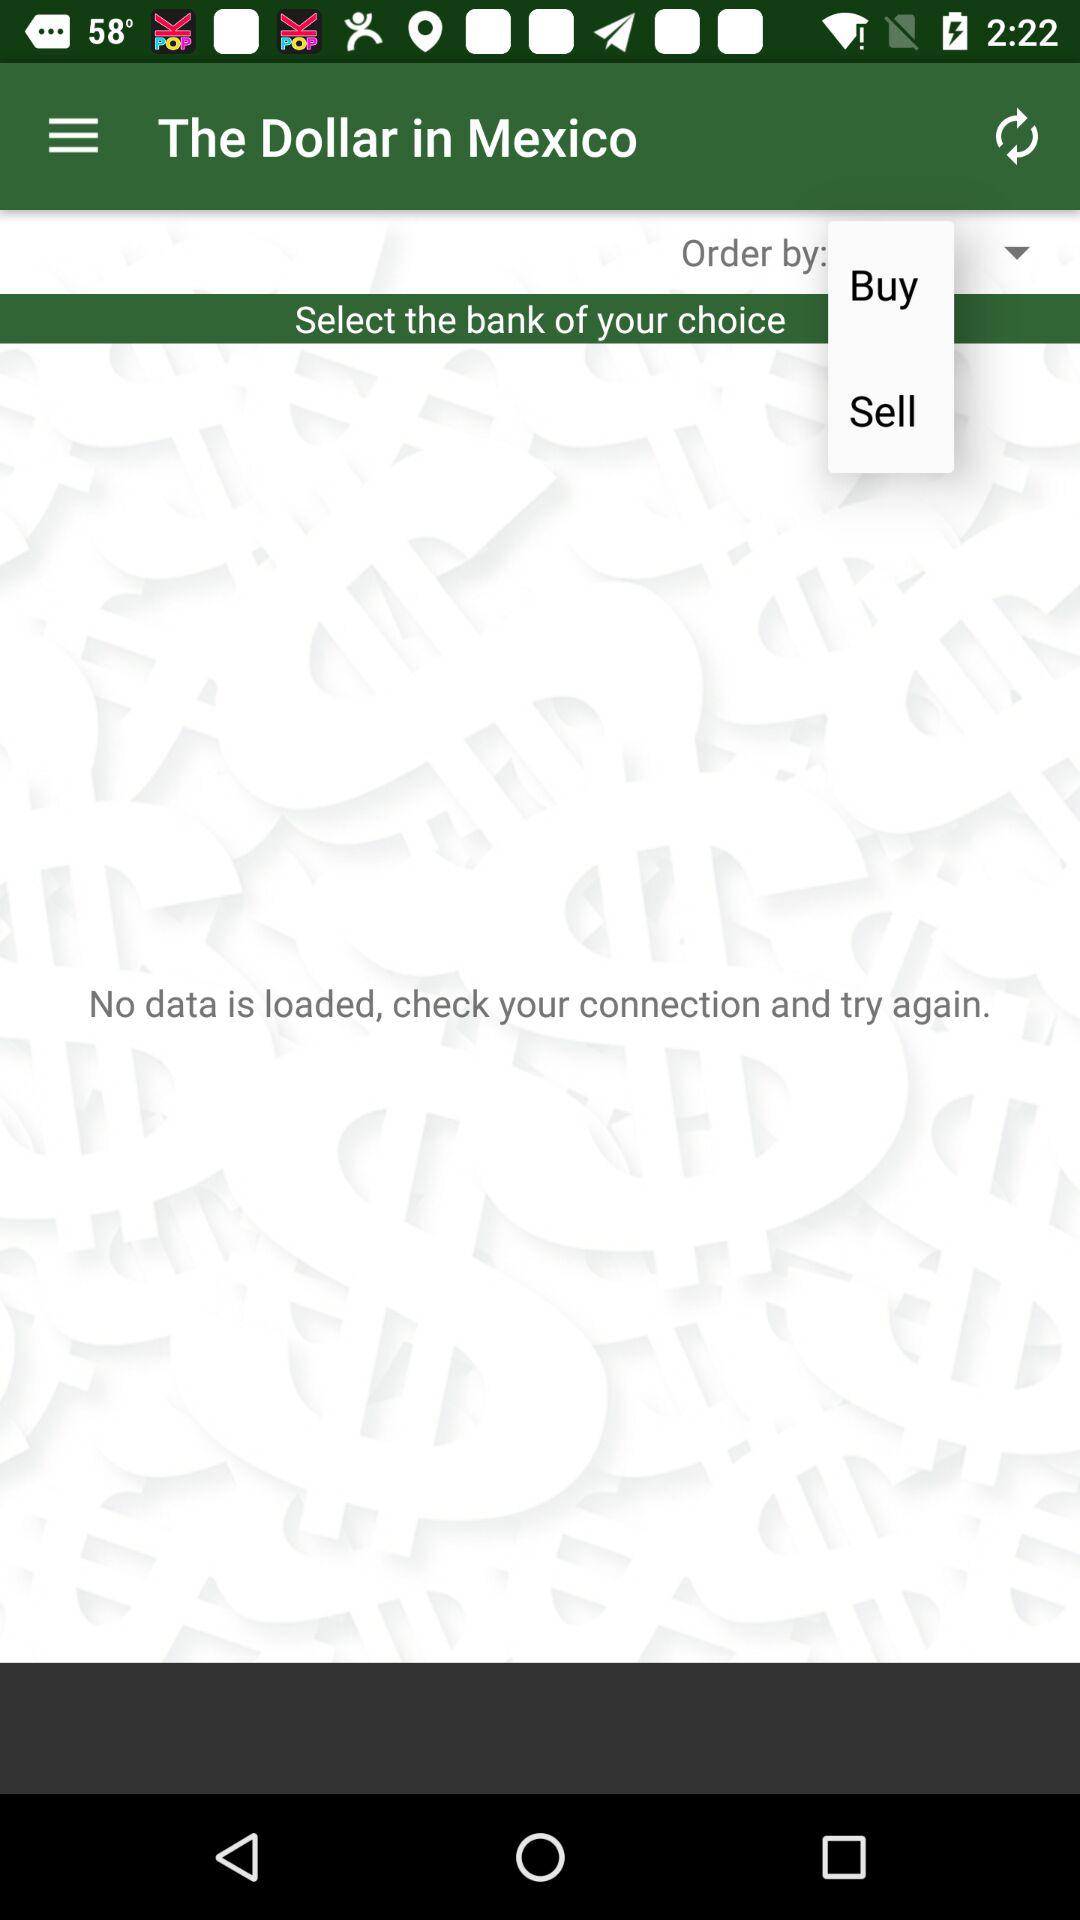 58° POP POP 2:22
The Dollar in Mexico
Order by:
Buy
Select the bank of your choice
Sell
No data is loaded, check your connection and try again.